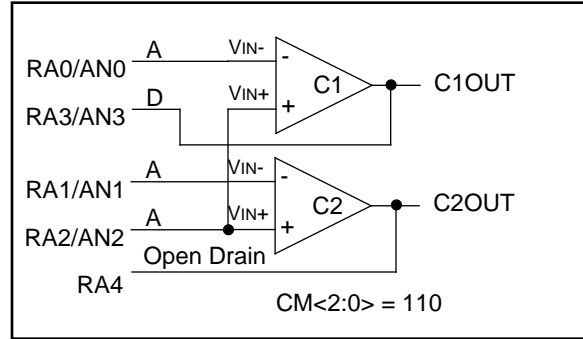 RA0/AN0 A VIN- - C1 C1OUT
RA3/AN3 D VIN+ +
RA1/AN1 A VIN- - C2 C2OUT
RA2/AN2 A VIN+ +
Open Drain
RA4
CM<2:0> = 110